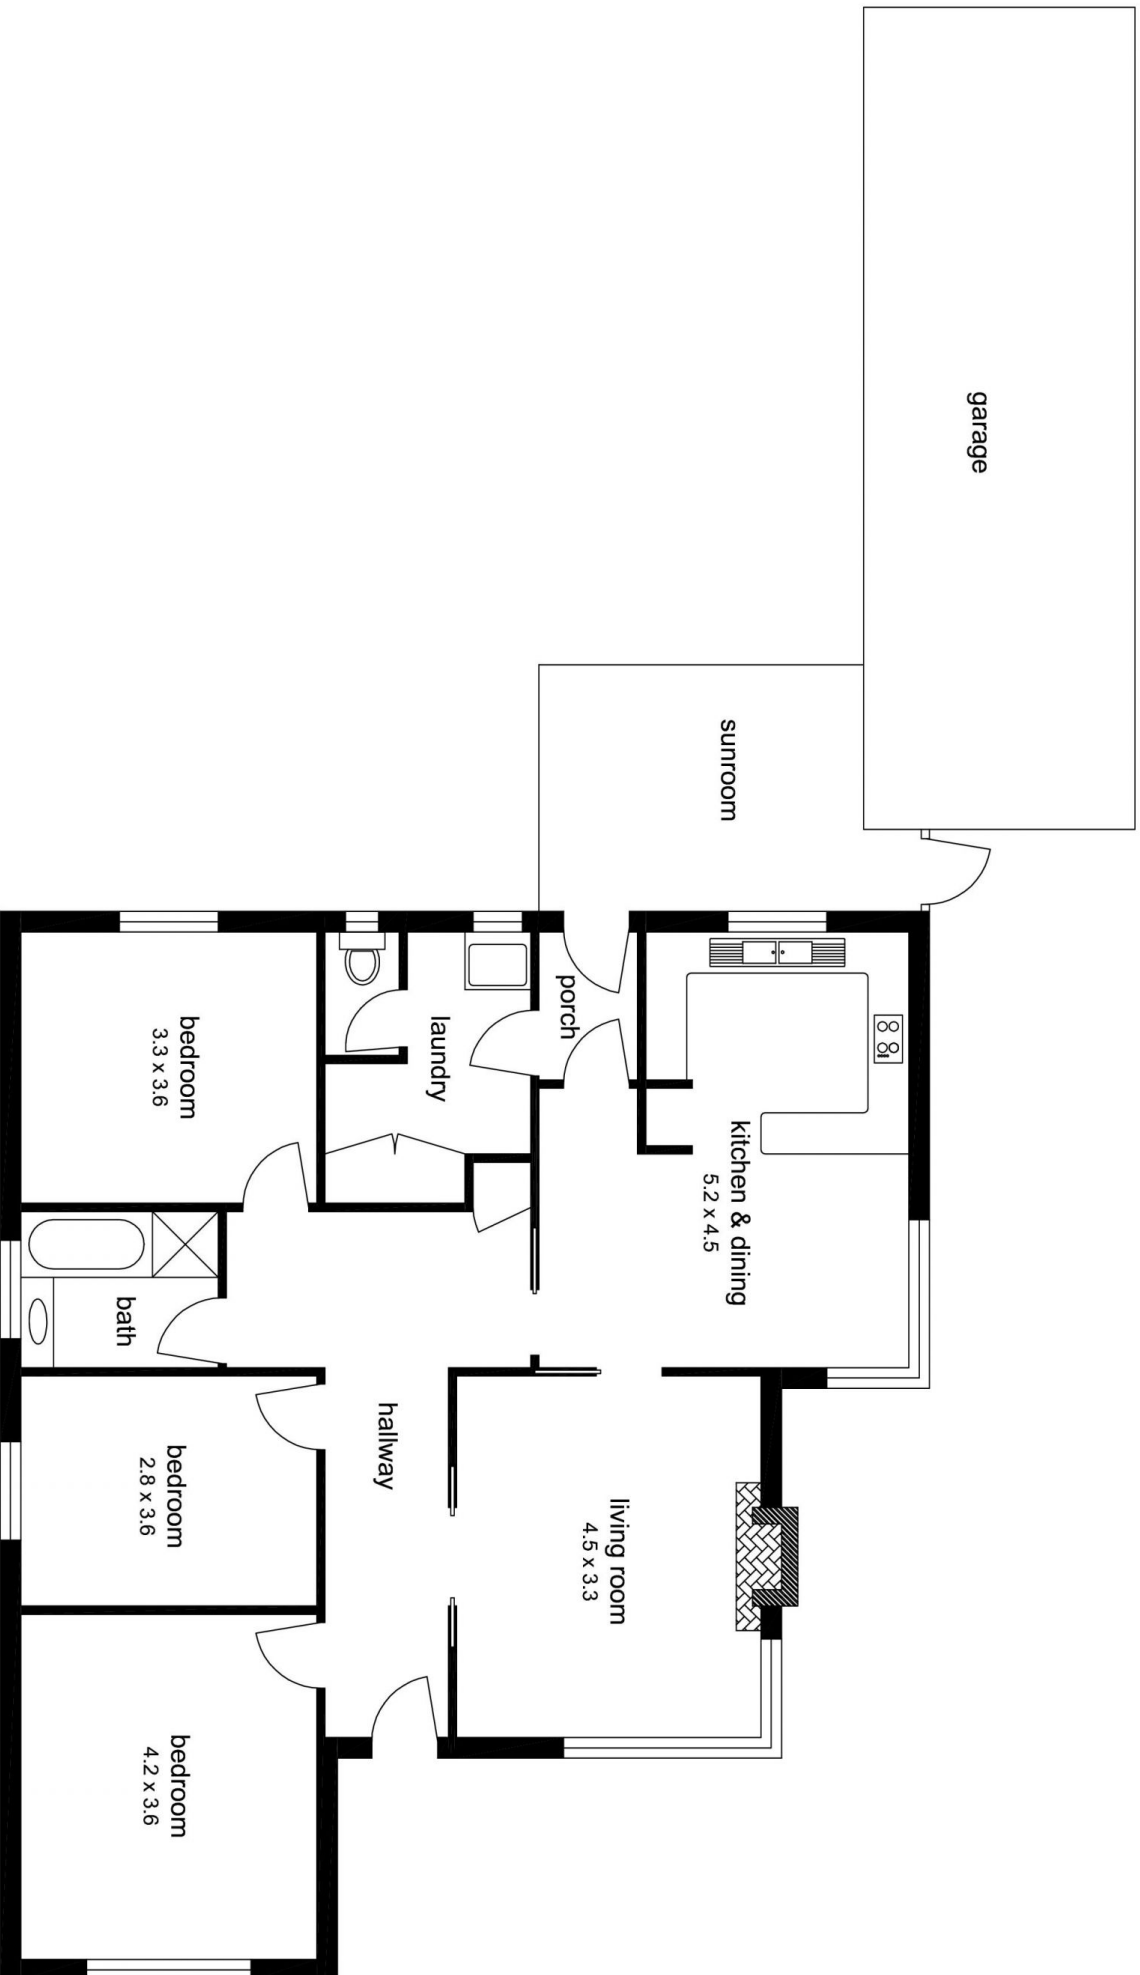 garage
sunroom
porch
kitchen & dining
5.2 x 4.5
laundry
bedroom
3.3 x 3.6
bath
hallway
living room
4.5 x 3.3
bedroom
2.8 x 3.6
bedroom
4.2 x 3.6